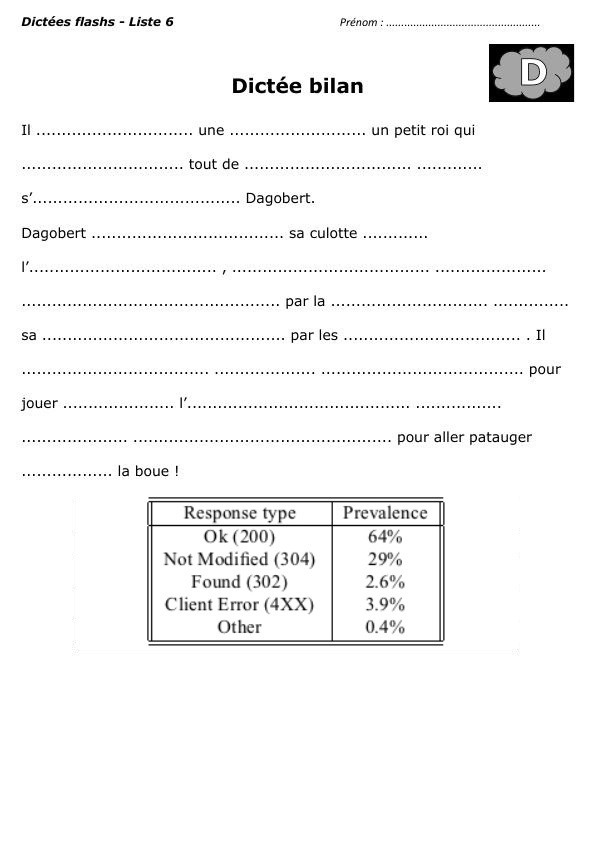 Dictées flashs - Liste 6
Prénom : ...................................................
D
Dictée bilan
Il ............................... une ........................... un petit roi qui
................................ tout de ................................. .............
s’......................................... Dagobert.
Dagobert ...................................... sa culotte .............
l’..................................... , ....................................... ......................
................................................... par la ............................... ...............
sa ................................................ par les ................................... . Il
..................................... .................... ......................................... pour
jouer ...................... l’............................................ .................
..................... ................................................... pour aller patauger
.................. la boue !
Response type Prevalence
Ok (200) 64%
Not Modified (304) 29%
Found (302) 2.6%
Client Error (4XX) 3.9%
Other 0.4%